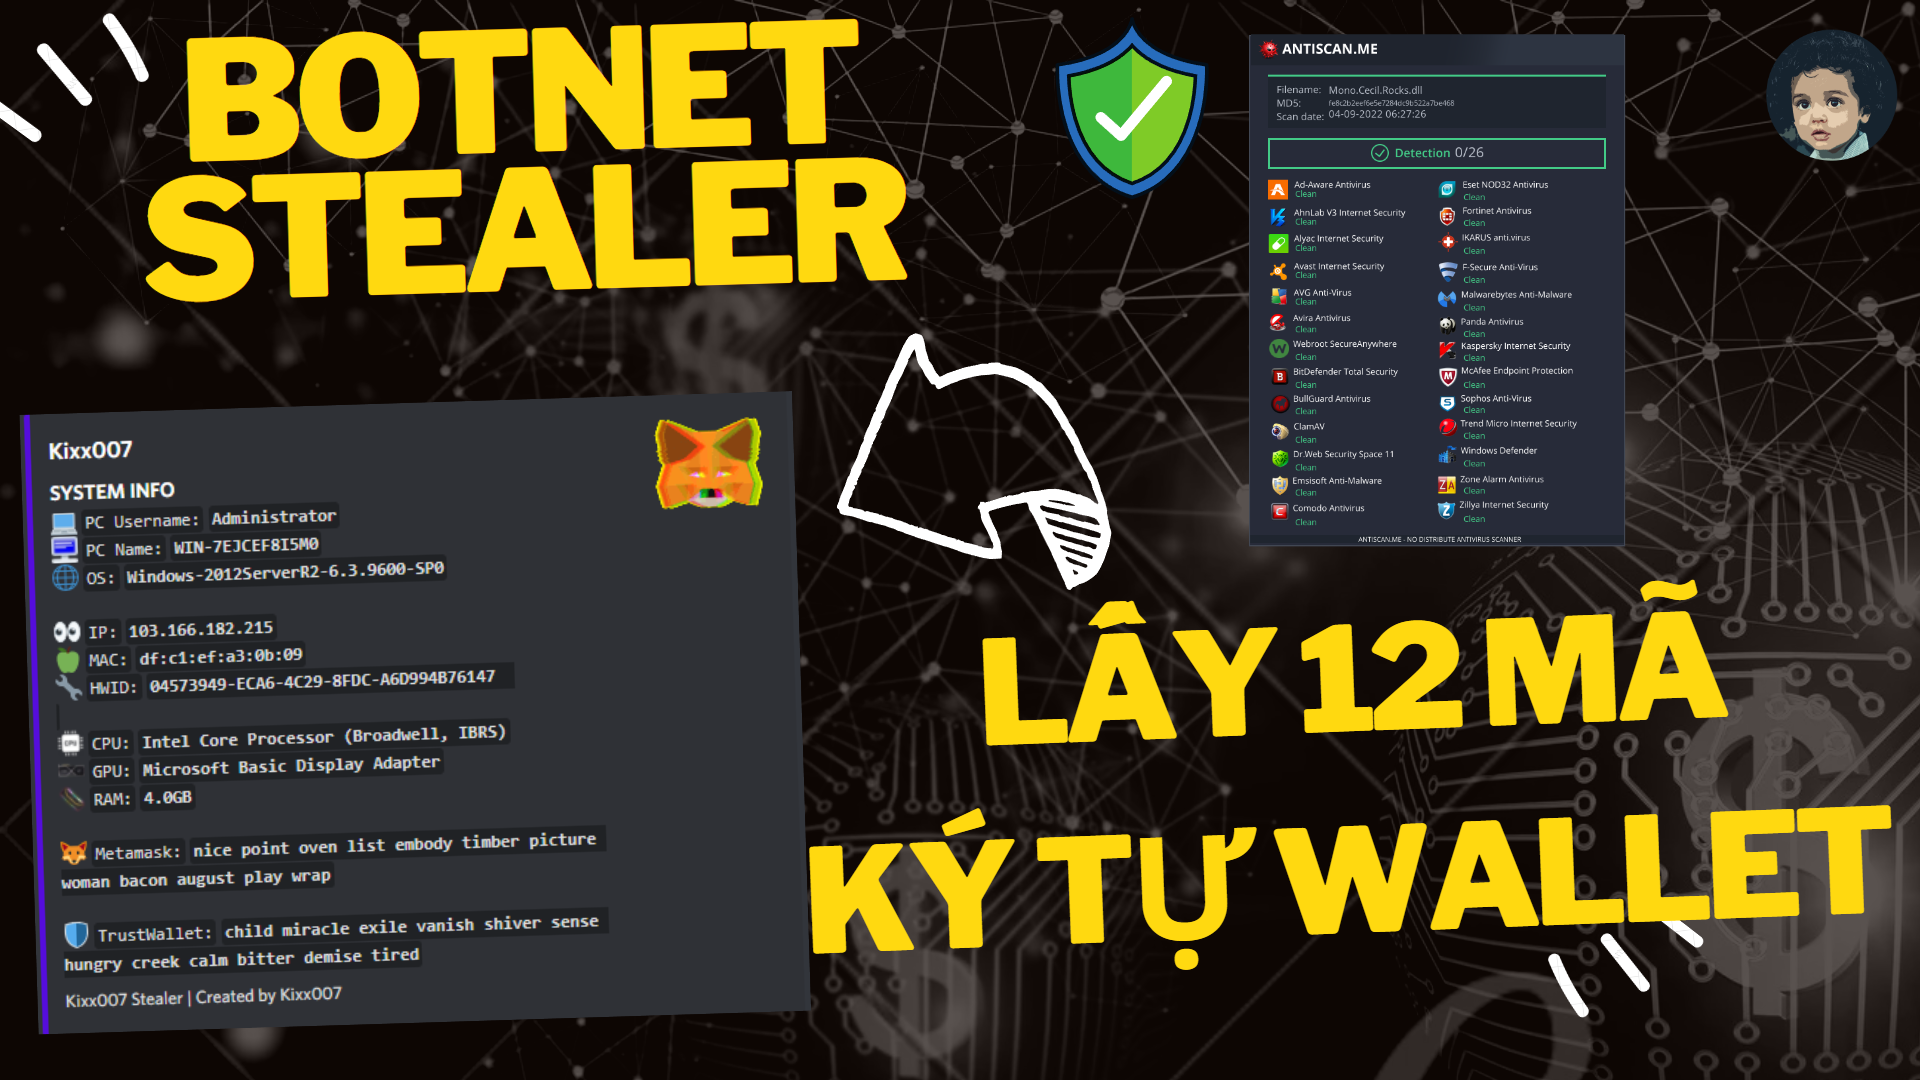 BOTNET
STEALER
ANTISCAN.ME
Filename: Mono.Cecil.Rocks.dll
MD5: fe8c2b2eef6e5e7284dc9b522a7be468
Scan date: 04-09-2022 06:27:26
Detection 0/26
Ad-Aware Antivirus
Clean
AhnLab V3 Internet Security
Clean
Alyac Internet Security
Clean
Avast Internet Security
Clean
AVG Anti-Virus
Clean
Avira Antivirus
Clean
Webroot SecureAnywhere
Clean
BitDefender Total Security
Clean
BullGuard Antivirus
Clean
ClamAV
Clean
Dr.Web Security Space 11
Clean
Emsisoft Anti-Malware
Clean
Comodo Antivirus
Clean
Eset NOD32 Antivirus
Clean
Fortinet Antivirus
Clean
IKARUS anti.virus
Clean
F-Secure Anti-Virus
Clean
Malwarebytes Anti-Malware
Clean
Panda Antivirus
Clean
Kaspersky Internet Security
Clean
McAfee Endpoint Protection
Clean
Sophos Anti-Virus
Clean
Trend Micro Internet Security
Clean
Windows Defender
Clean
Zone Alarm Antivirus
Clean
Zillya Internet Security
Clean
ANTISCAN.ME - NO DISTRIBUTE ANTIVIRUS SCANNER
Kixx007
SYSTEM INFO
PC Username: Administrator
PC Name: WIN-7EJCEF8I5M0
OS: Windows-2012ServerR2-6.3.9600-SP0
IP: 103.166.182.215
MAC: df:c1:ef:a3:0b:09
HWID: 04573949-ECA6-4C29-8FDC-A6D994B76147
CPU: Intel Core Processor (Broadwell, IBRS)
GPU: Microsoft Basic Display Adapter
RAM: 4.0GB
Metamask: nice point oven list embody timber picture
woman bacon august play wrap
TrustWallet: child miracle exile vanish shiver sense
hungry creek calm bitter demise tired
Kixx007 Stealer | Created by Kixx007
LÂY 12 MÃ
KÝ TỰ WALLET